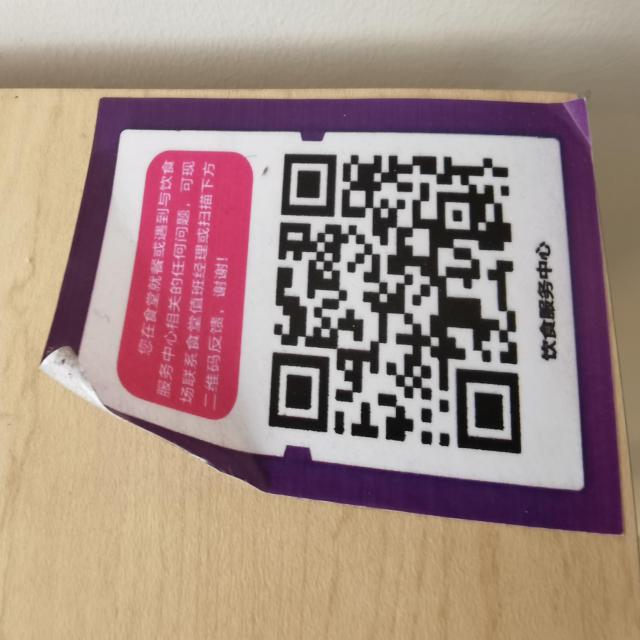 您在食堂就餐或遇到与饮食
服务中心相关的任何问题，可现
场联系食堂值班经理或扫描下方
二维码反馈，谢谢！
饮食服务中心